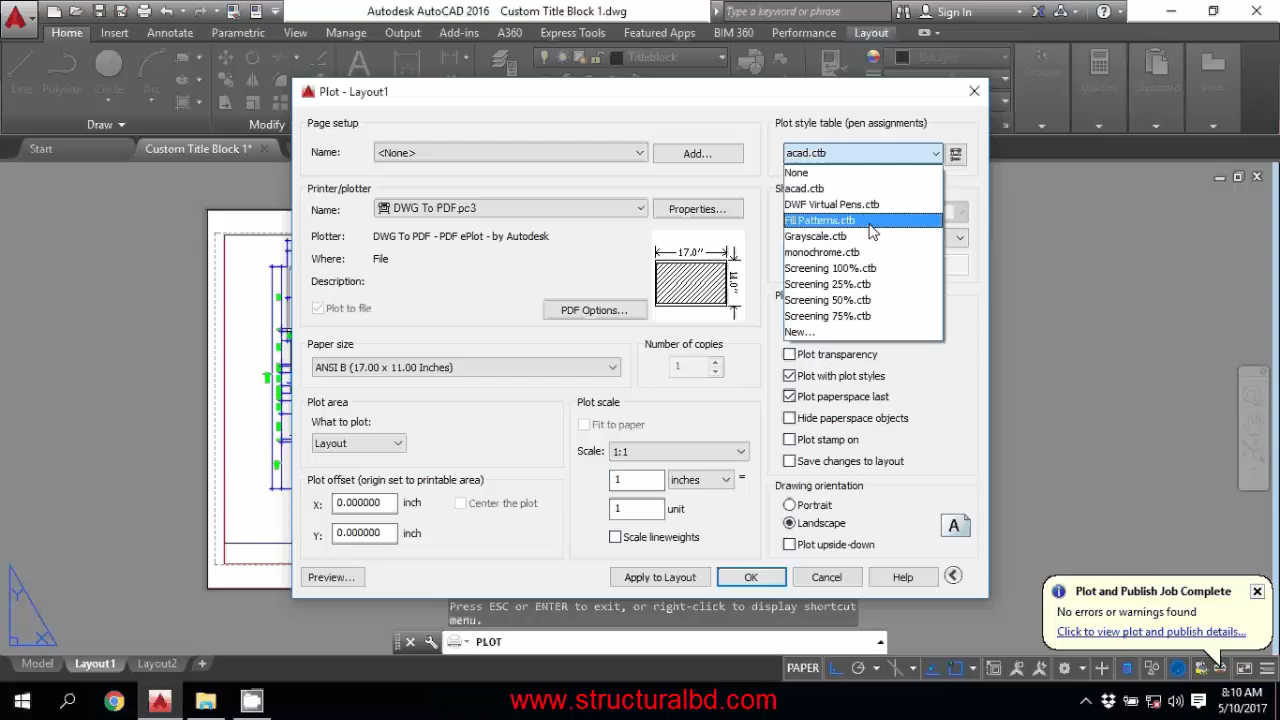 Autodesk AutoCAD 2016 Custom Title Block 1.dwg
Type a keyword or phrase
Sign In
Home Insert Annotate Parametric View Manage Output Add-ins A360 Express Tools Featured Apps BIM 360 Performance Layout
Line Polyline Circle Arc
Titleblock
ByLayer
Utilities Clipboard View
Draw
Modify
Start
Custom Title Block 1*
Plot - Layout1
Page setup
Name:
<None>
Add...
Printer/plotter
Name:
DWG To PDF.pc3
Properties...
Plotter:
DWG To PDF - PDF ePlot - by Autodesk
Where:
File
Description:
Plot to file
PDF Options...
17.0''
11.0''
Paper size
ANSI B (17.00 x 11.00 Inches)
Number of copies
1
Plot area
What to plot:
Layout
Plot offset (origin set to printable area)
X:
0.000000
inch
Center the plot
Y:
0.000000
inch
Plot scale
Fit to paper
Scale:
1:1
1
inches
=
1
unit
Scale lineweights
Plot style table (pen assignments)
acad.ctb
None
acad.ctb
DWF Virtual Pens.ctb
Fill Patterns.ctb
Grayscale.ctb
monochrome.ctb
Screening 100%.ctb
Screening 25%.ctb
Screening 50%.ctb
Screening 75%.ctb
New...
Plot transparency
Plot with plot styles
Plot paperspace last
Hide paperspace objects
Plot stamp on
Save changes to layout
Drawing orientation
Portrait
Landscape
Plot upside-down
A
Preview...
Apply to Layout
OK
Cancel
Help
Press ESC or ENTER to exit, or right-click to display shortcut
menu.
PLOT
Plot and Publish Job Complete
No errors or warnings found
Click to view plot and publish details...
Model Layout1 Layout2 +
PAPER
www.structuralbd.com
8:10 AM
5/10/2017